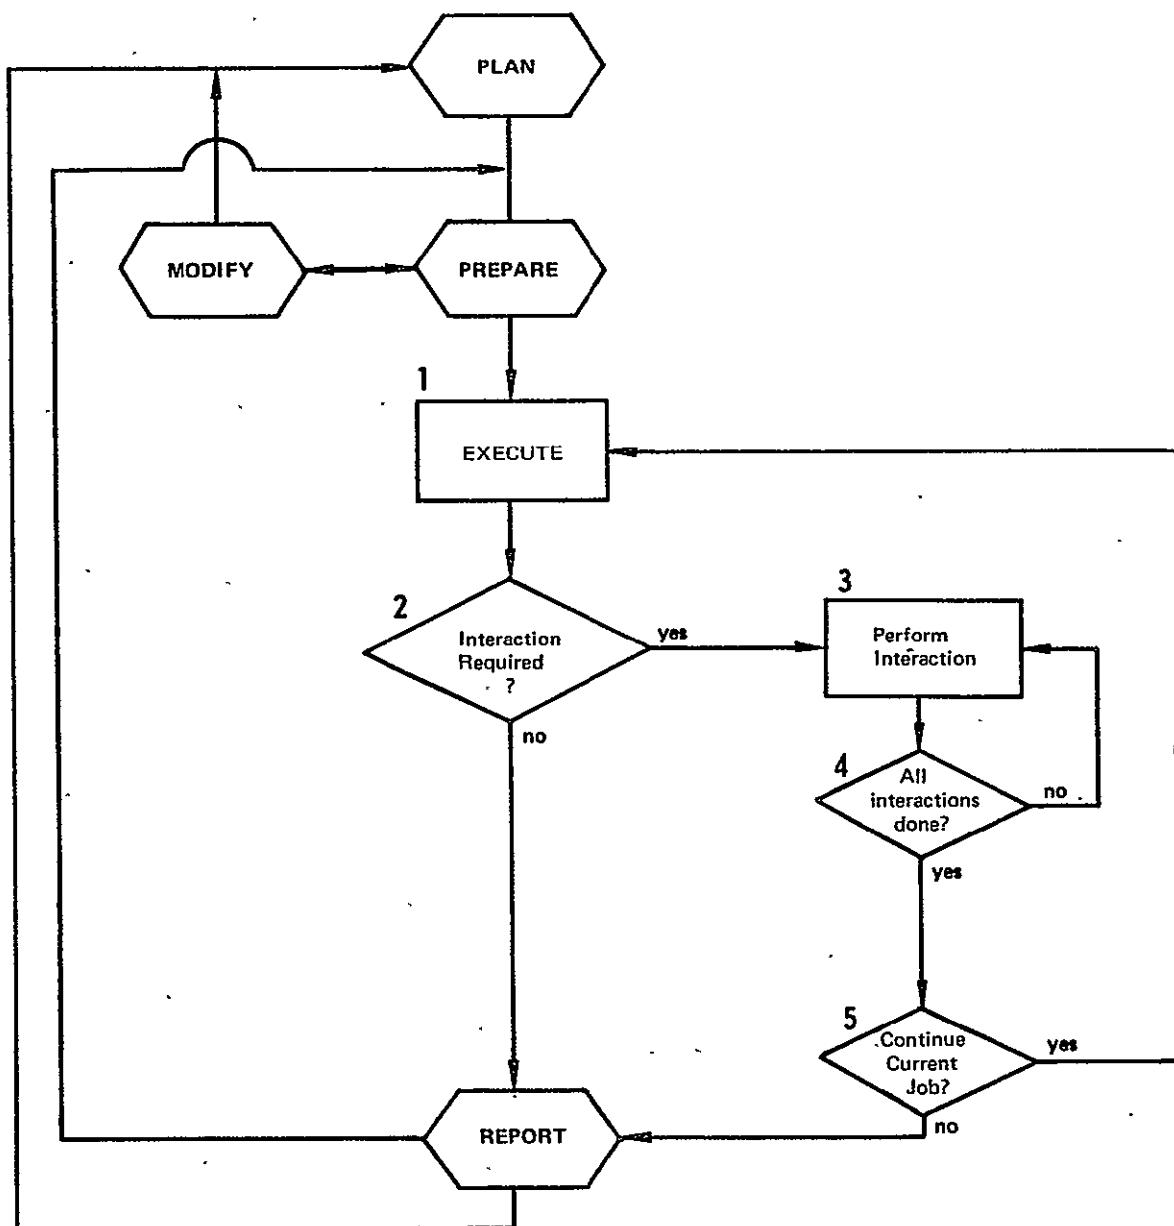 PLAN
MODIFY
PREPARE
1
EXECUTE
2
Interaction
Required
?
yes
no
3
Perform
Interaction
4
All
interactions
done?
no
yes
5
Continue
Current
Job?
yes
no
REPORT